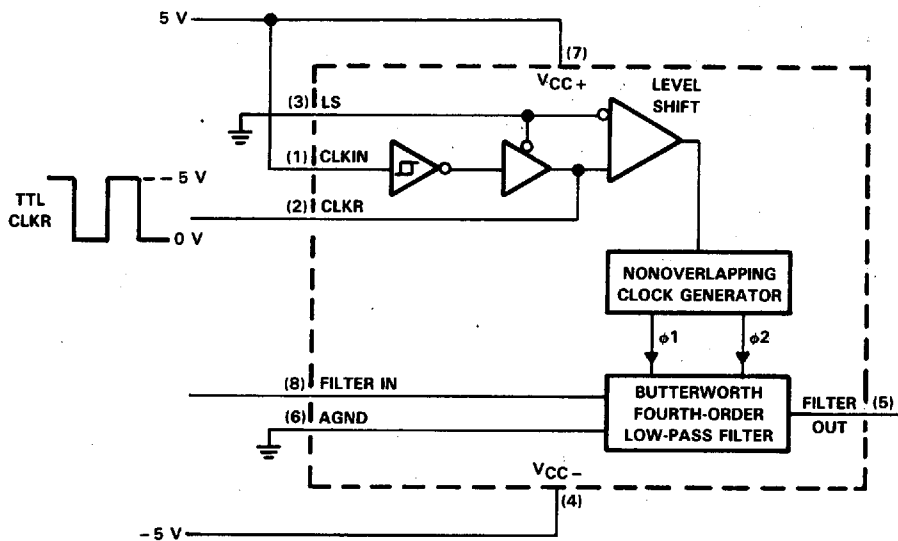 5 V
(7)
VCC+
LEVEL
SHIFT
(3) LS
(1) CLKIN
TTL
CLKR
5 V
0 V
(2) CLKR
NONOVERLAPPING
CLOCK GENERATOR
ϕ1
ϕ2
(8) FILTER IN
(6) AGND
BUTTERWORTH
FOURTH-ORDER
LOW-PASS FILTER
FILTER (5)
OUT
VCC−
(4)
−5 V